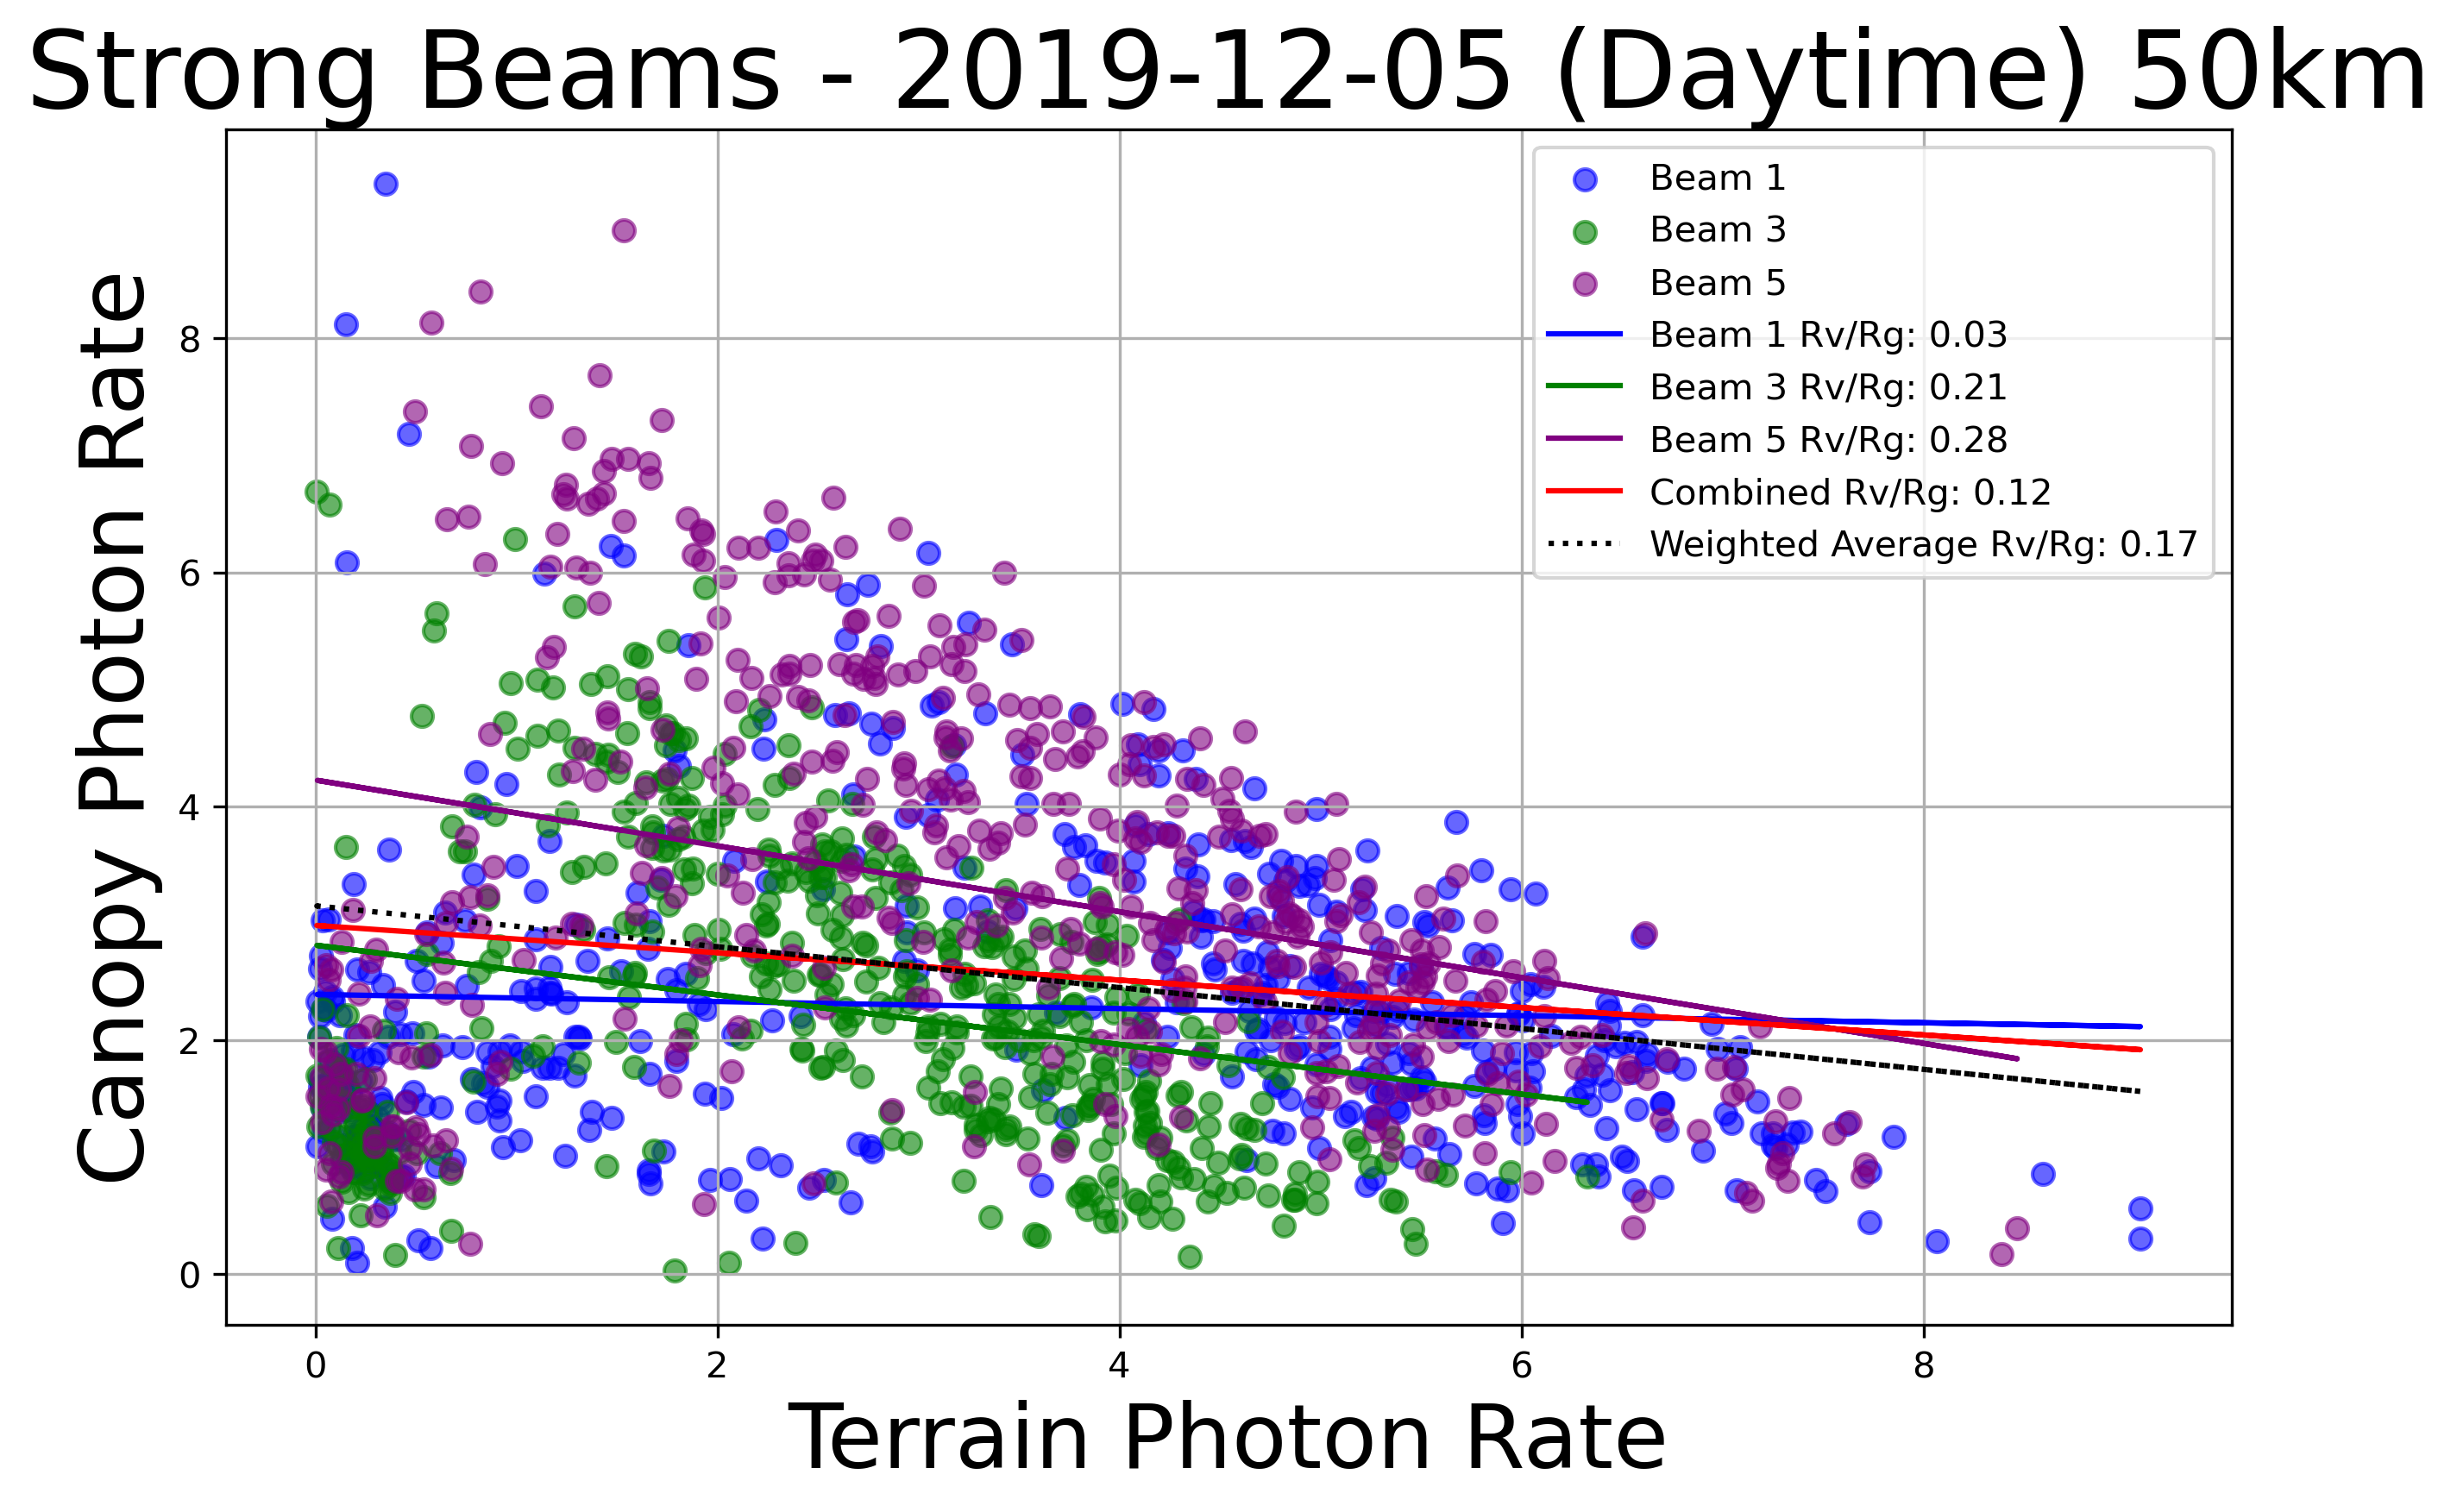 Strong Beams - 2019-12-05 (Daytime) 50km
Canopy Photon Rate
8
6
4
2
0
Beam 1
Beam 3
Beam 5
Beam 1 Rv/Rg: 0.03
Beam 3 Rv/Rg: 0.21
Beam 5 Rv/Rg: 0.28
Combined Rv/Rg: 0.12
Weighted Average Rv/Rg: 0.17
0 2 4 6 8
Terrain Photon Rate